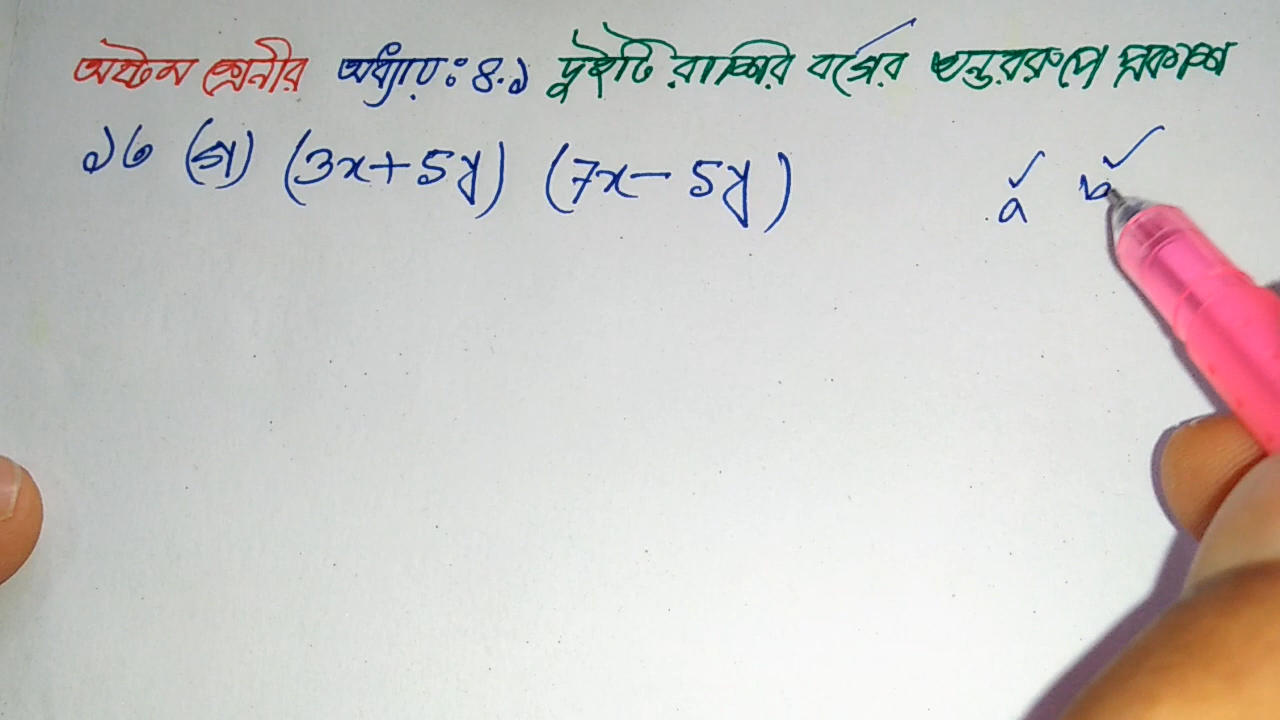 অষ্টম শ্রেনীর অধ্যায়ঃ ৪.১ দুইটি রাশির বর্গের অন্তররুপে প্রকাশ
১৬ (গ) (3x+5y) (7x-5y) a b